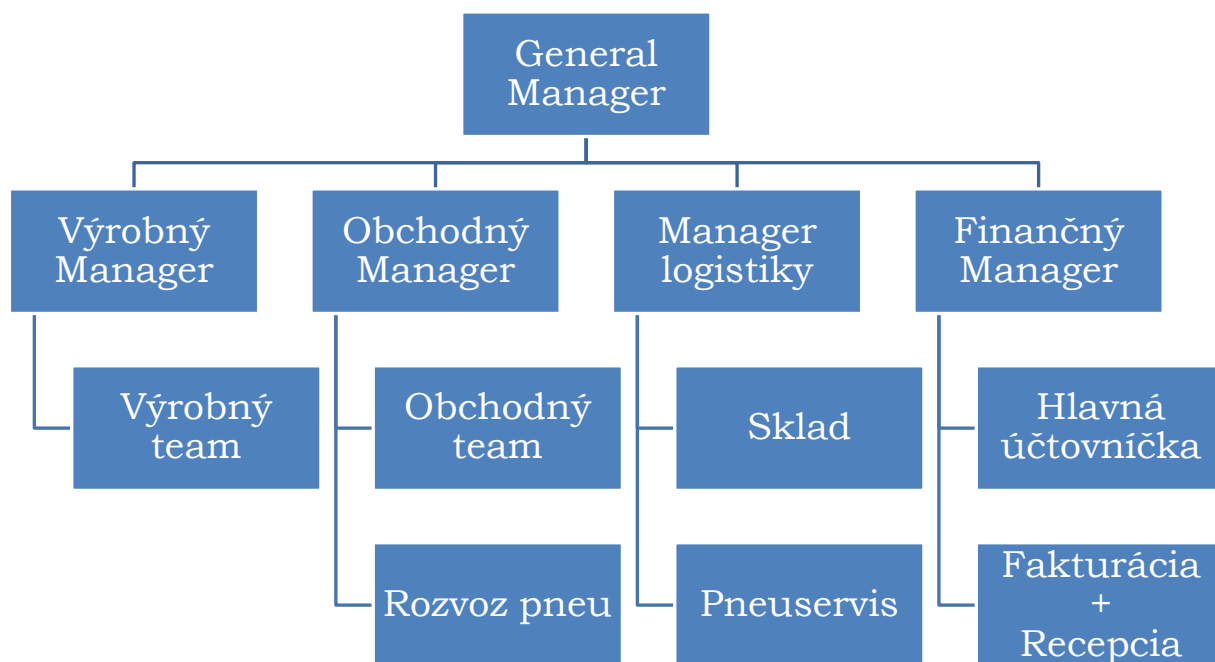 General
Manager
Výrobný
Manager
Obchodný
Manager
Manager
logistiky
Finančný
Manager
Výrobný
team
Obchodný
team
Sklad
Hlavná
účtovníčka
Rozvoz pneu
Pneuservis
Fakturácia
+
Recepcia